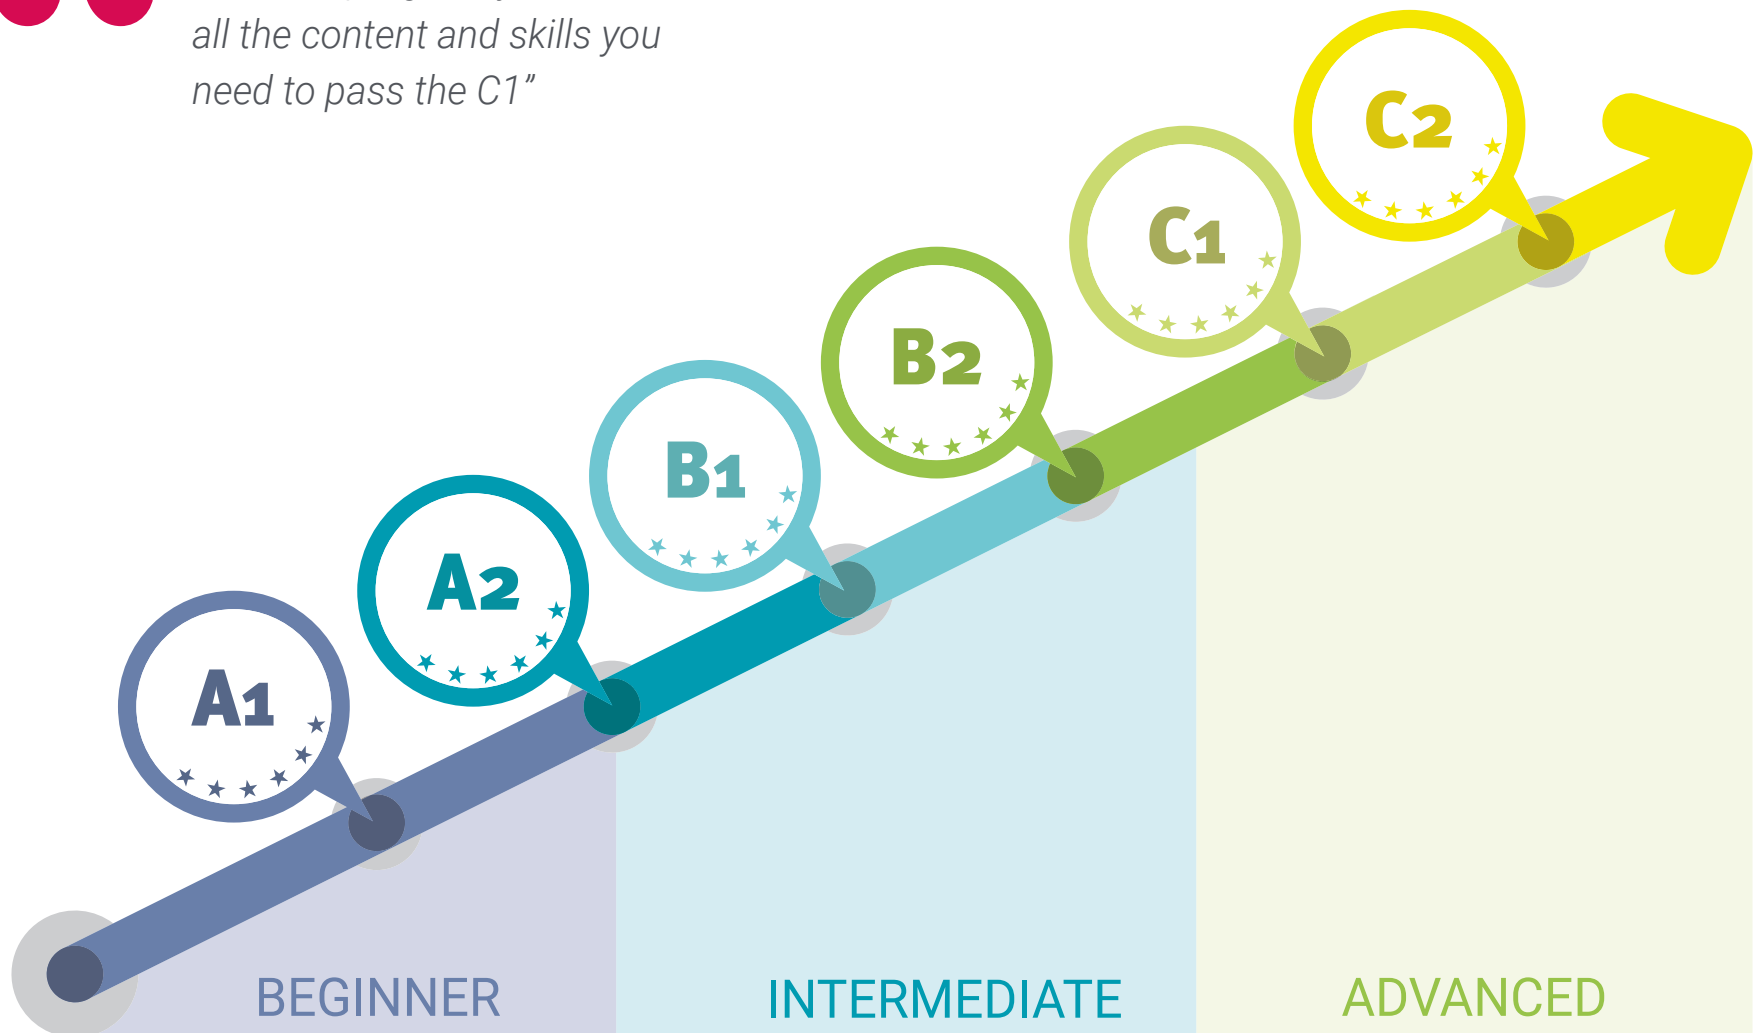 all the content and skills you
need to pass the C1”
C2
C1
B2
B1
A2
A1
BEGINNER
INTERMEDIATE
ADVANCED